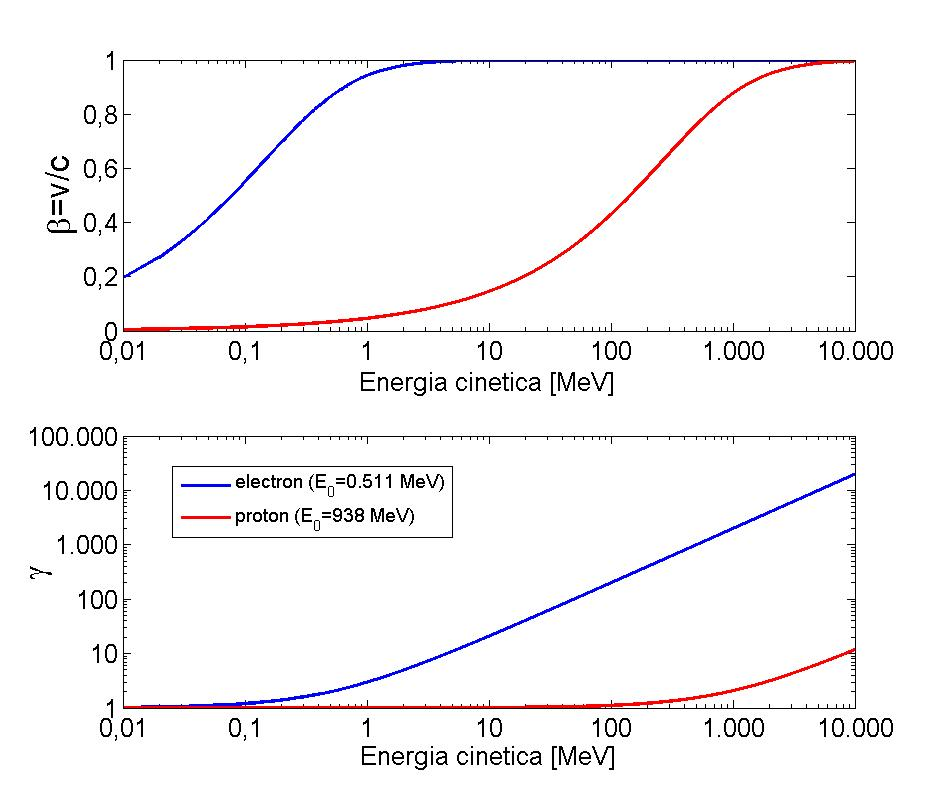 1
0,8
0,6
0,4
0,2
0
β=v/c
0,01 0,1 1 10 100 1.000 10.000
Energia cinetica [MeV]
100.000
10.000
1.000
100
10
1
γ
electron (E0=0.511 MeV)
proton (E0=938 MeV)
0,01 0,1 1 10 100 1.000 10.000
Energia cinetica [MeV]